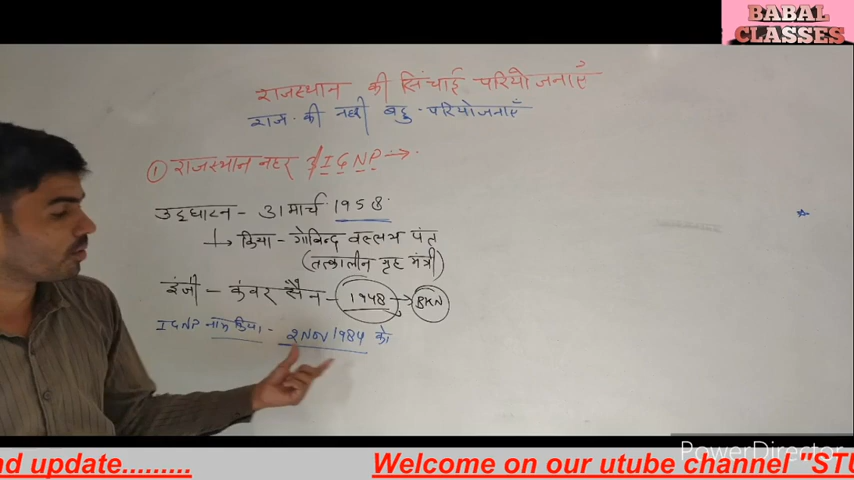 BABAL
CLASSES
राजस्थान की सिंचाई परियोजनाएँ
राज. की नदी बहु. परियोजनाएँ
① राजस्थान नहर / IGNP →
उद्घाटन - 31 मार्च 1958
↳ किया - गोविन्द वल्लभ पंत
(तत्कालीन गृह मंत्री)
इंजी - कंवर सैन - 1948 → BKN
IGNP नाम किया - 2 NOV 1984 को
PowerDirector
nd update......... Welcome on our utube channel "STU